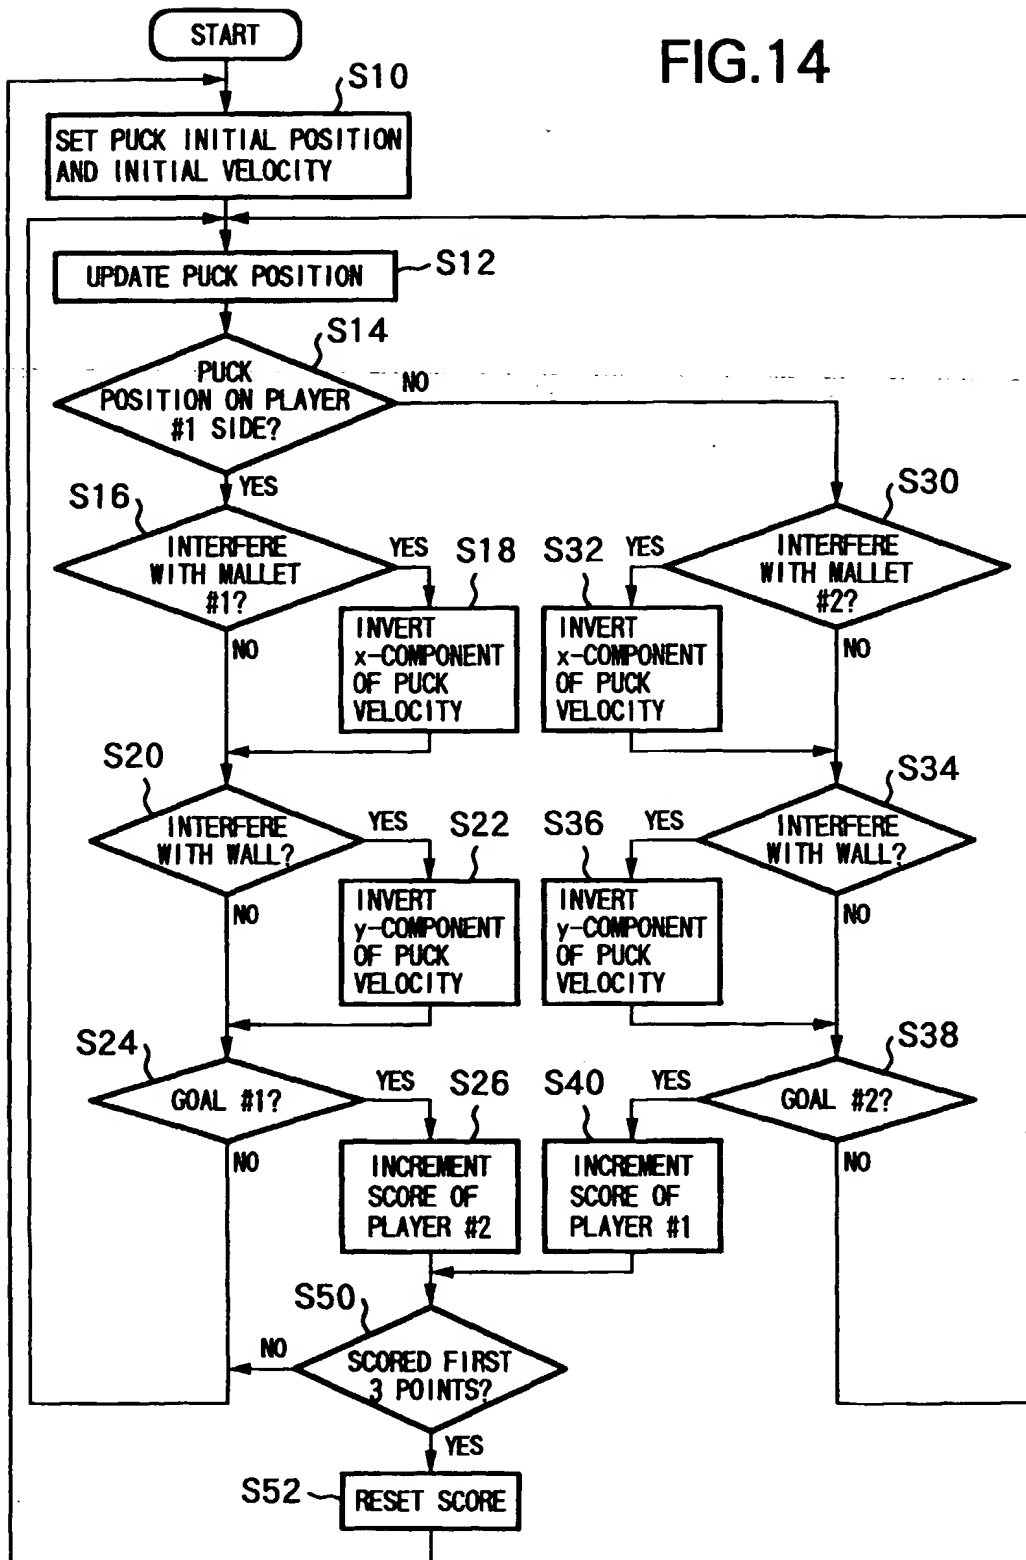 START
FIG.14
S10
SET PUCK INITIAL POSITION
AND INITIAL VELOCITY
UPDATE PUCK POSITION
S12
S14
PUCK
POSITION ON PLAYER
#1 SIDE?
NO
YES
S16
INTERFERE
WITH MALLET
#1?
YES
NO
S18
INVERT
x-COMPONENT
OF PUCK
VELOCITY
S30
INTERFERE
WITH MALLET
#2?
YES
NO
S32
INVERT
x-COMPONENT
OF PUCK
VELOCITY
S20
INTERFERE
WITH WALL?
YES
NO
S22
INVERT
y-COMPONENT
OF PUCK
VELOCITY
S34
INTERFERE
WITH WALL?
YES
NO
S36
INVERT
y-COMPONENT
OF PUCK
VELOCITY
S24
GOAL #1?
YES
NO
S26
INCREMENT
SCORE OF
PLAYER #2
S38
GOAL #2?
YES
NO
S40
INCREMENT
SCORE OF
PLAYER #1
S50
SCORED FIRST
3 POINTS?
NO
YES
S52
RESET SCORE